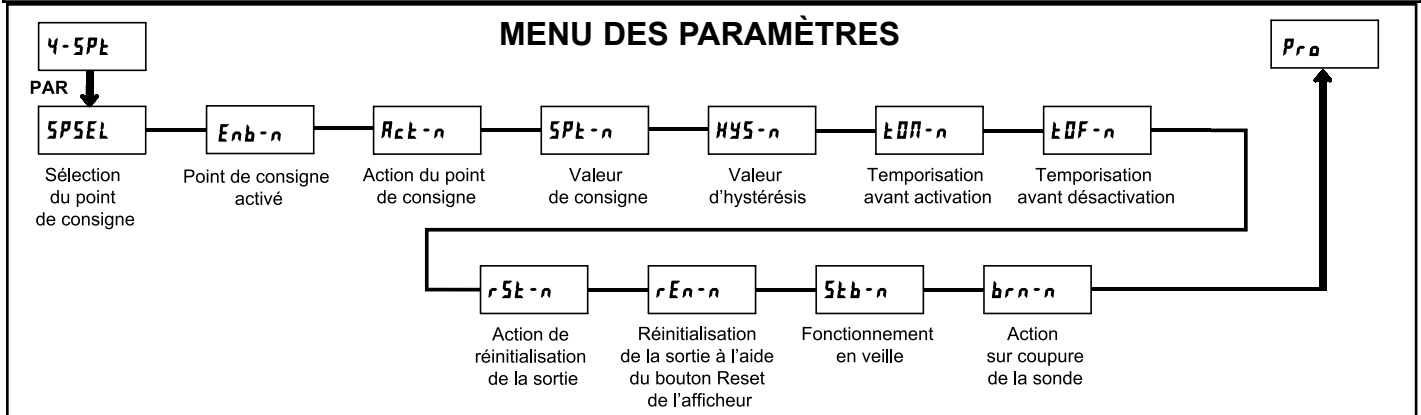 MENU DES PARAMÈTRES
4-SPt
Pro
PAR
SPSEL
Enb-n
Act-n
SPt-n
HYS-n
tON-n
tOF-n
Sélection
du point
de consigne
Point de consigne
activé
Action du point
de consigne
Valeur
de consigne
Valeur
d'hystérésis
Temporisation
avant activation
Temporisation
avant désactivation
rSt-n
rEn-n
Stb-n
brn-n
Action de
réinitialisation
de la sortie
Réinitialisation
de la sortie à l'aide
du bouton Reset
de l'afficheur
Fonctionnement
en veille
Action
sur coupure
de la sonde